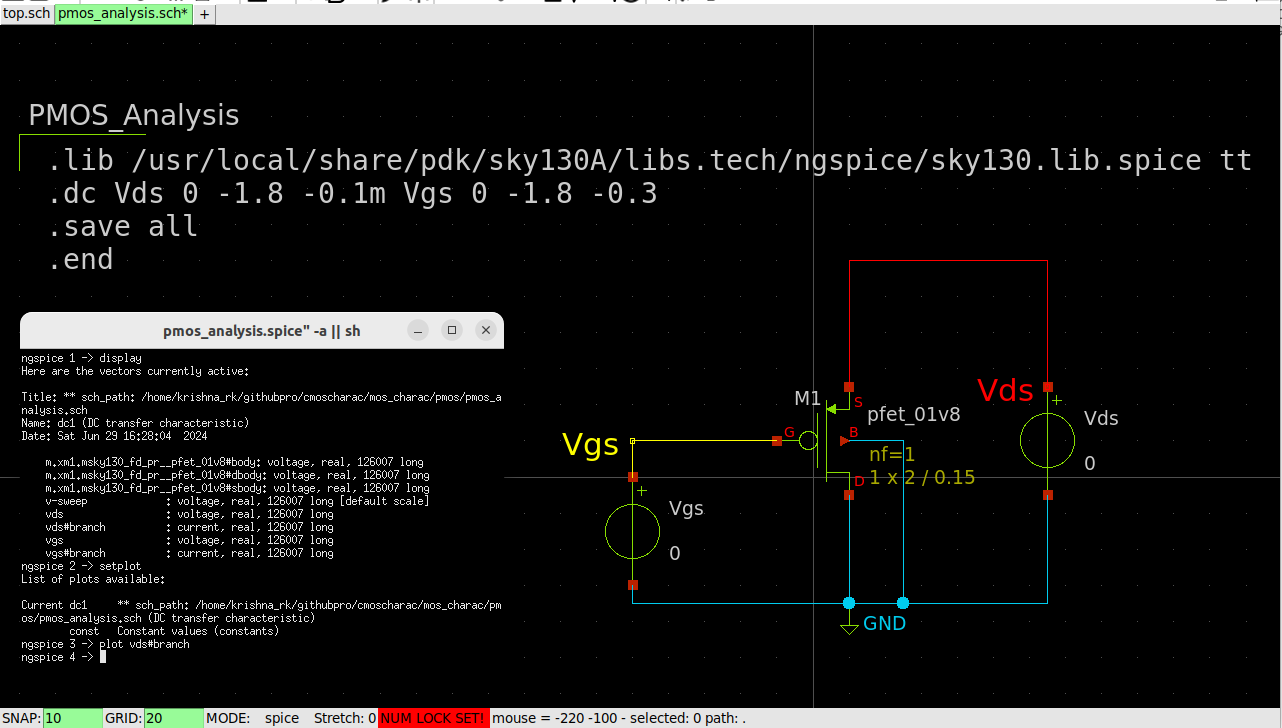 top.sch pmos_analysis.sch* +
PMOS_Analysis
.lib /usr/local/share/pdk/sky130A/libs.tech/ngspice/sky130.lib.spice tt
.dc Vds 0 -1.8 -0.1m Vgs 0 -1.8 -0.3
.save all
.end
pmos_analysis.spice" -a || sh
ngspice 1 -> display
Here are the vectors currently active:
Title: ** sch_path: /home/krishna_rk/githubpro/cmoscharac/mos_charac/pmos/pmos_a
nalysis.sch
Name: dc1 (DC transfer characteristic)
Date: Sat Jun 29 16:28:04  2024
m.xm1.msky130_fd_pr__pfet_01v8#body: voltage, real, 126007 long
m.xm1.msky130_fd_pr__pfet_01v8#dbody: voltage, real, 126007 long
m.xm1.msky130_fd_pr__pfet_01v8#sbody: voltage, real, 126007 long
v-sweep : voltage, real, 126007 long [default scale]
vds : voltage, real, 126007 long
vds#branch : current, real, 126007 long
vgs : voltage, real, 126007 long
vgs#branch : current, real, 126007 long
ngspice 2 -> setplot
List of plots available:
Current dc1 ** sch_path: /home/krishna_rk/githubpro/cmoscharac/mos_charac/pm
os/pmos_analysis.sch (DC transfer characteristic)
const Constant values (constants)
ngspice 3 -> plot vds#branch
ngspice 4 ->
Vgs
Vgs
0
M1
G
S
B
D
pfet_01v8
nf=1
1 x 2 / 0.15
Vds
Vds
0
GND
SNAP: 10 GRID: 20 MODE: spice Stretch: 0 NUM LOCK SET! mouse = -220 -100 - selected: 0 path: .